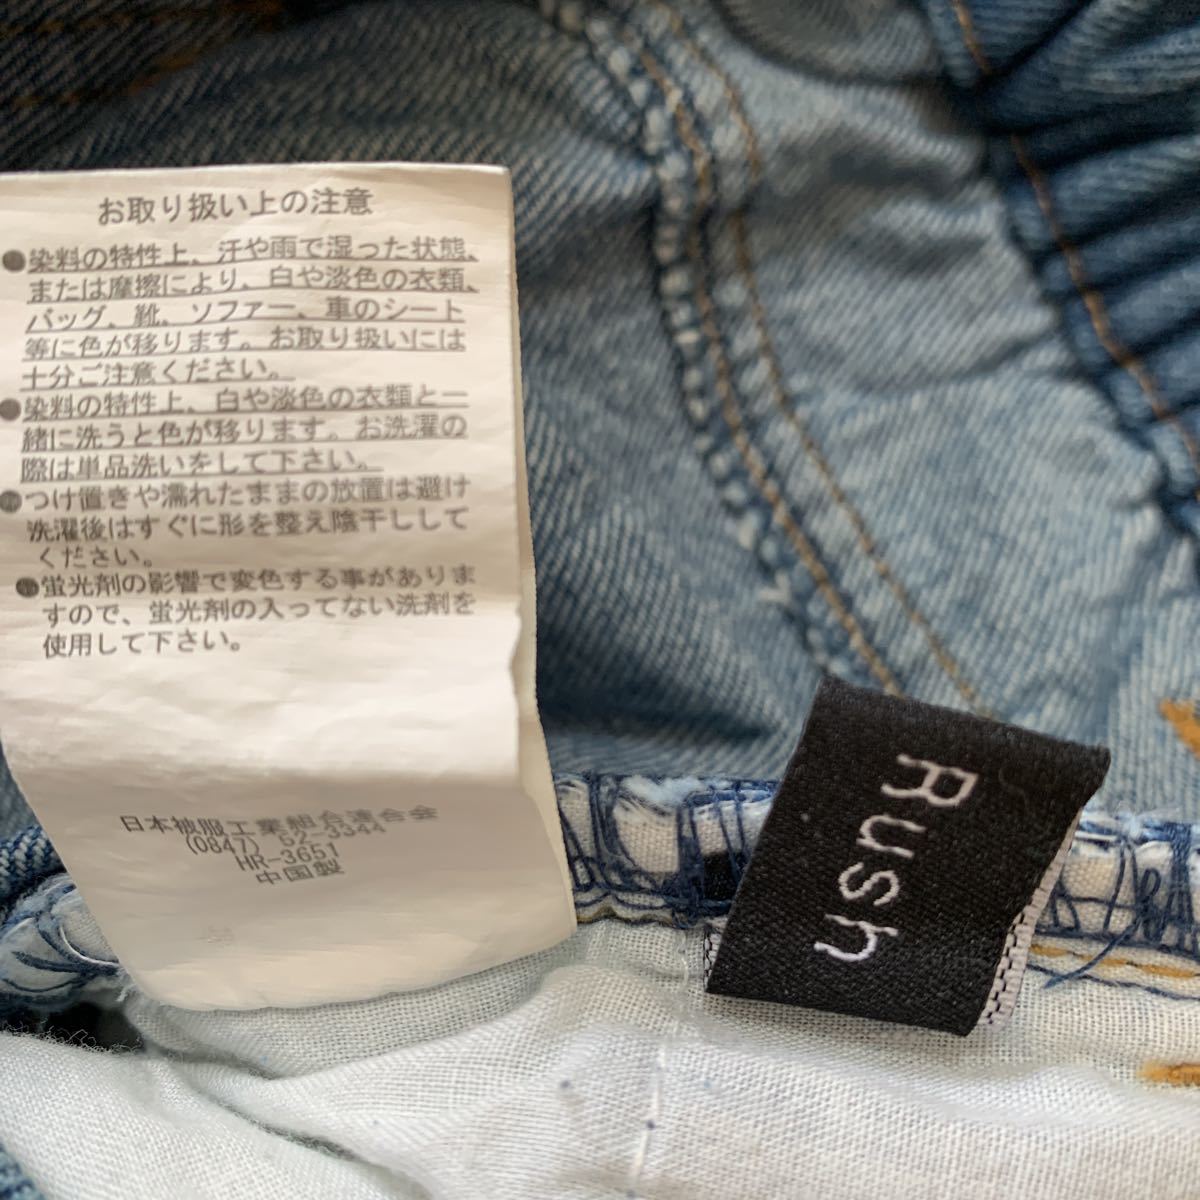 お取り扱い上の注意
●染料の特性上、汗や雨で湿った状態、
または摩擦により、白や淡色の衣類、
バッグ、靴、ソファー、車のシート
等に色が移ります。お取り扱いには
十分ご注意ください。
●染料の特性上、白や淡色の衣類と一
緒に洗うと色が移ります。お洗濯の
際は単品洗いをして下さい。
●つけ置きや濡れたままの放置は避け
洗濯後はすぐに形を整え陰干しして
ください。
●蛍光剤の影響で変色する事がありま
すので、蛍光剤の入ってない洗剤を
使用して下さい。
日本被服工業組合連合会
(0847) 52-3344
HR-3651
中国製
Rush